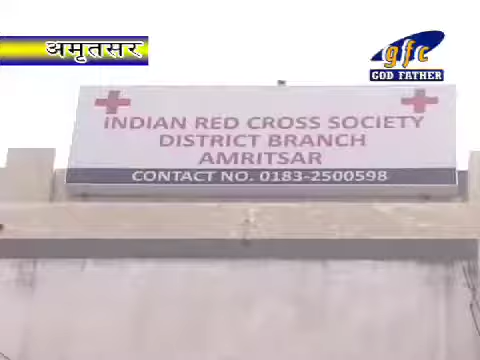 अमृतसर
gfc
GOD FATHER
INDIAN RED CROSS SOCIETY
DISTRICT BRANCH
AMRITSAR
CONTACT NO. 0183-2500598